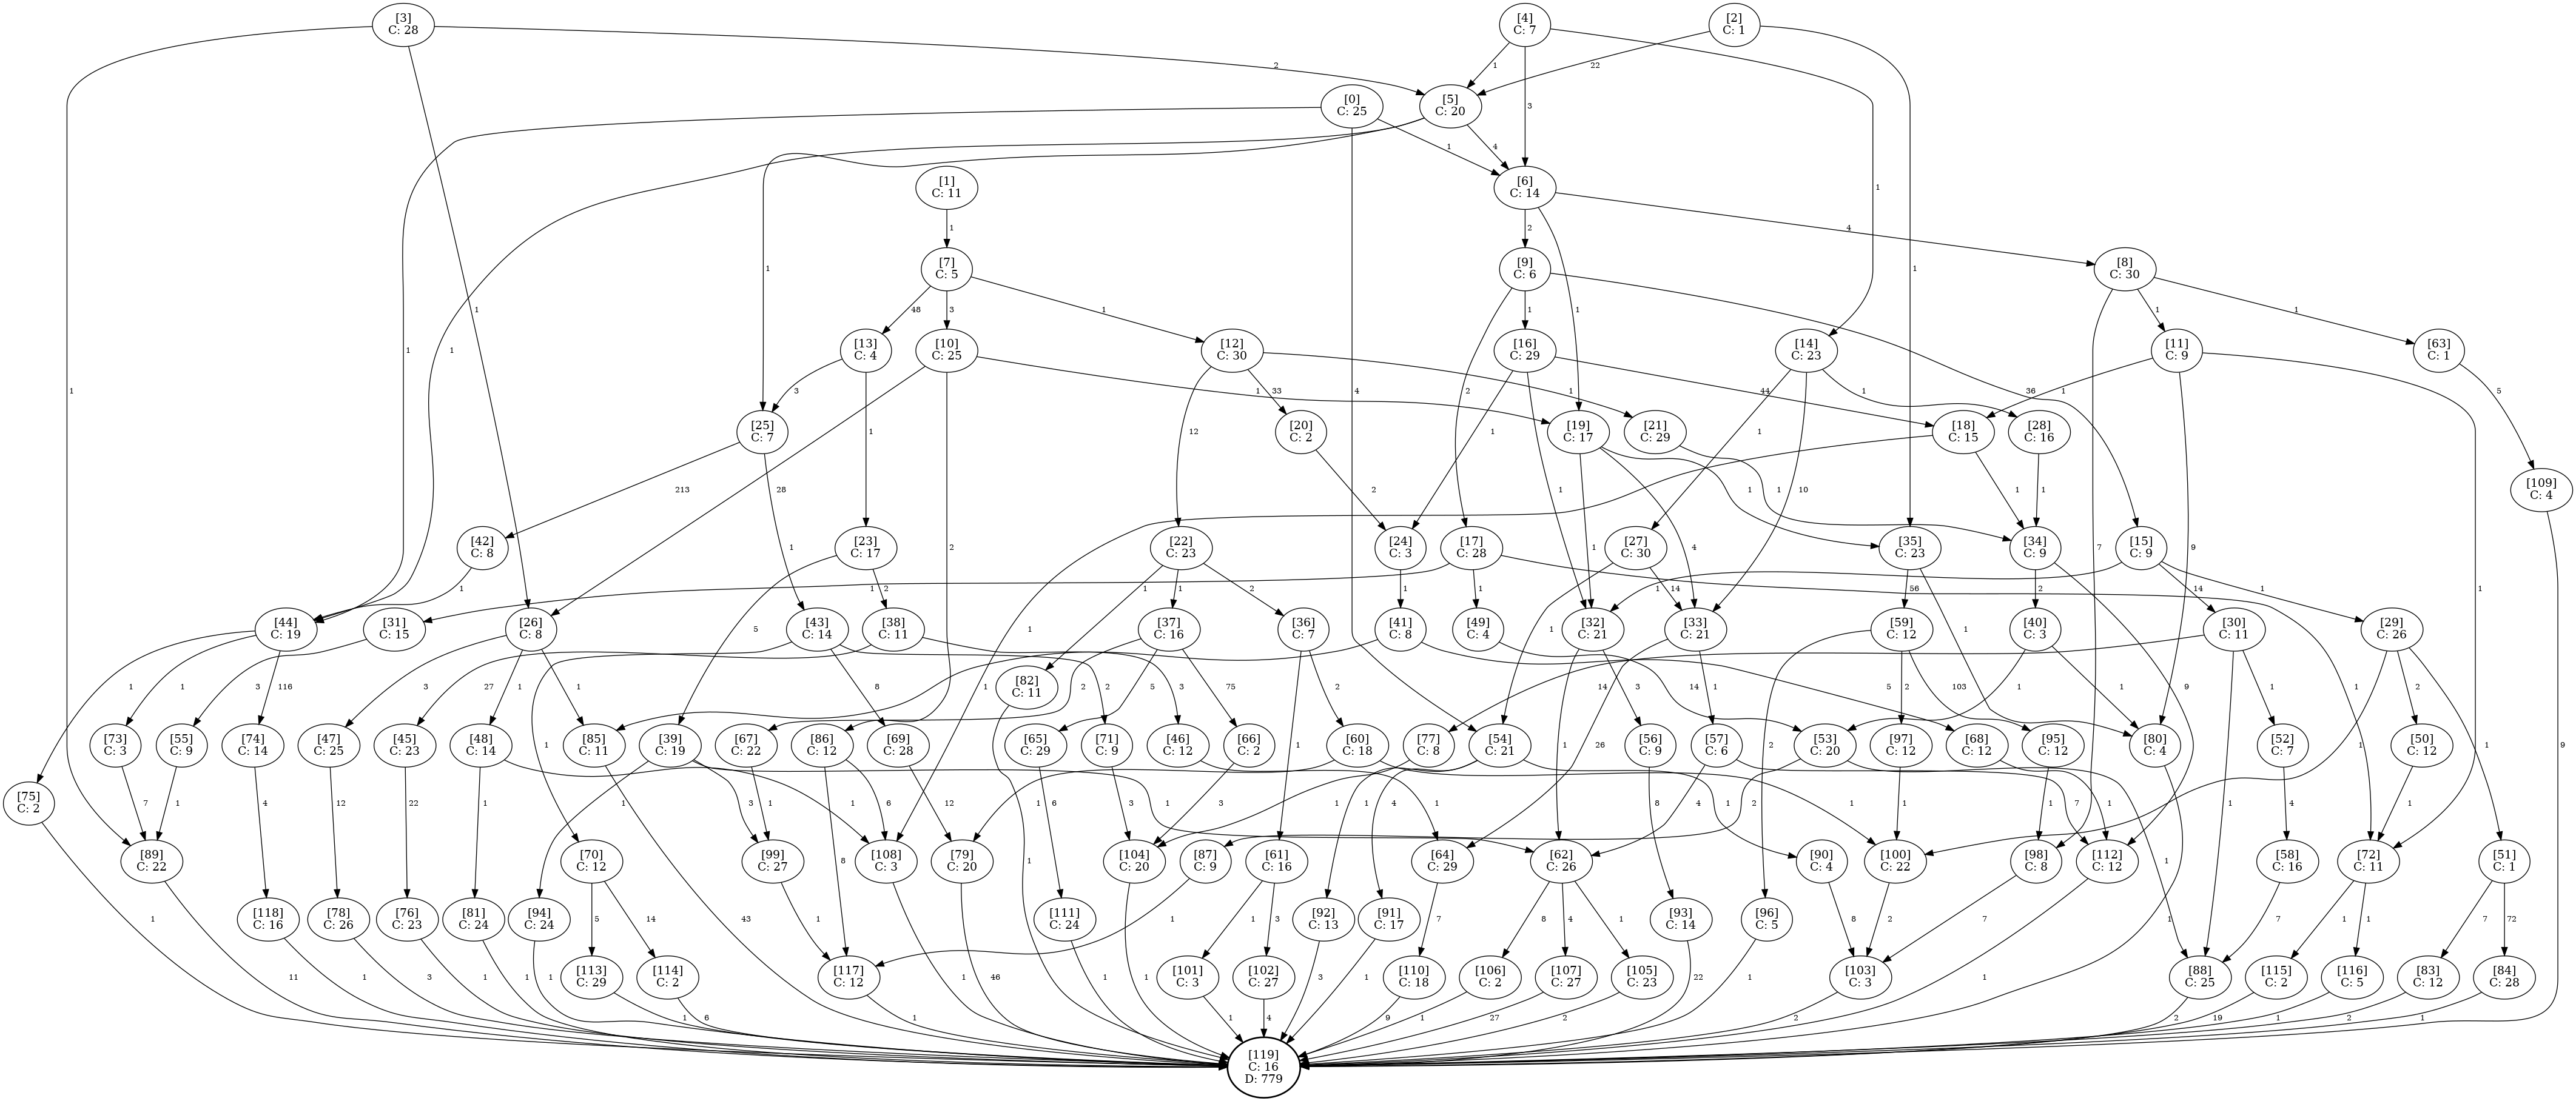 [3]
C: 28
[4]
C: 7
[2]
C: 1
2
1
22
[0]
C: 25
[5]
C: 20
3
1
4
[1]
C: 11
[6]
C: 14
1
1
2
4
[7]
C: 5
[9]
C: 6
[8]
C: 30
1
1
48
3
1
1
1
1
1
[13]
C: 4
[10]
C: 25
[12]
C: 30
[16]
C: 29
[14]
C: 23
[11]
C: 9
[63]
C: 1
1
1
1
3
1
33
1
4
2
44
1
36
1
5
[25]
C: 7
[20]
C: 2
[19]
C: 17
[21]
C: 29
[18]
C: 15
[28]
C: 16
1
12
1
1
[109]
C: 4
213
28
2
1
1
1
10
1
1
1
[42]
C: 8
[23]
C: 17
[22]
C: 23
[24]
C: 3
[17]
C: 28
[27]
C: 30
[35]
C: 23
[34]
C: 9
[15]
C: 9
1
2
7
9
1
1
5
2
1
1
2
1
1
1
1
4
14
56
2
14
1
1
[44]
C: 19
[31]
C: 15
[26]
C: 8
[43]
C: 14
[38]
C: 11
[37]
C: 16
[36]
C: 7
[41]
C: 8
[49]
C: 4
[32]
C: 21
[33]
C: 21
[59]
C: 12
[40]
C: 3
[30]
C: 11
[29]
C: 26
1
1
1
116
3
3
1
1
27
8
2
3
2
5
75
[82]
C: 11
1
2
14
14
5
3
26
1
2
103
1
1
1
9
1
1
2
1
9
[73]
C: 3
[55]
C: 9
[74]
C: 14
[47]
C: 25
[45]
C: 23
[48]
C: 14
[85]
C: 11
[39]
C: 19
[67]
C: 22
[86]
C: 12
[69]
C: 28
[71]
C: 9
[46]
C: 12
[65]
C: 29
[66]
C: 2
[60]
C: 18
[77]
C: 8
[54]
C: 21
[56]
C: 9
[57]
C: 6
[53]
C: 20
[97]
C: 12
[68]
C: 12
[95]
C: 12
[80]
C: 4
[52]
C: 7
[50]
C: 12
[75]
C: 2
7
1
4
12
22
1
1
1
3
1
1
6
8
12
3
6
3
1
1
1
1
4
1
8
4
2
2
1
1
7
1
1
1
1
4
1
[89]
C: 22
[70]
C: 12
[99]
C: 27
[108]
C: 3
[79]
C: 20
[104]
C: 20
[87]
C: 9
[61]
C: 16
[64]
C: 29
[62]
C: 26
[90]
C: 4
[100]
C: 22
[98]
C: 8
[112]
C: 12
[58]
C: 16
[72]
C: 11
[51]
C: 1
1
[118]
C: 16
[78]
C: 26
[76]
C: 23
[81]
C: 24
[94]
C: 24
5
14
43
1
8
[111]
C: 24
1
1
3
[92]
C: 13
[91]
C: 17
7
8
4
1
[93]
C: 14
[96]
C: 5
8
2
7
1
7
1
1
7
72
11
1
3
1
1
1
[113]
C: 29
[114]
C: 2
[117]
C: 12
1
46
1
1
[101]
C: 3
[102]
C: 27
3
1
[110]
C: 18
[106]
C: 2
[107]
C: 27
[105]
C: 23
22
1
[103]
C: 3
1
[88]
C: 25
[115]
C: 2
[116]
C: 5
[83]
C: 12
[84]
C: 28
1
6
1
1
4
9
1
27
2
2
2
19
1
2
1
[119]
C: 16
D: 779